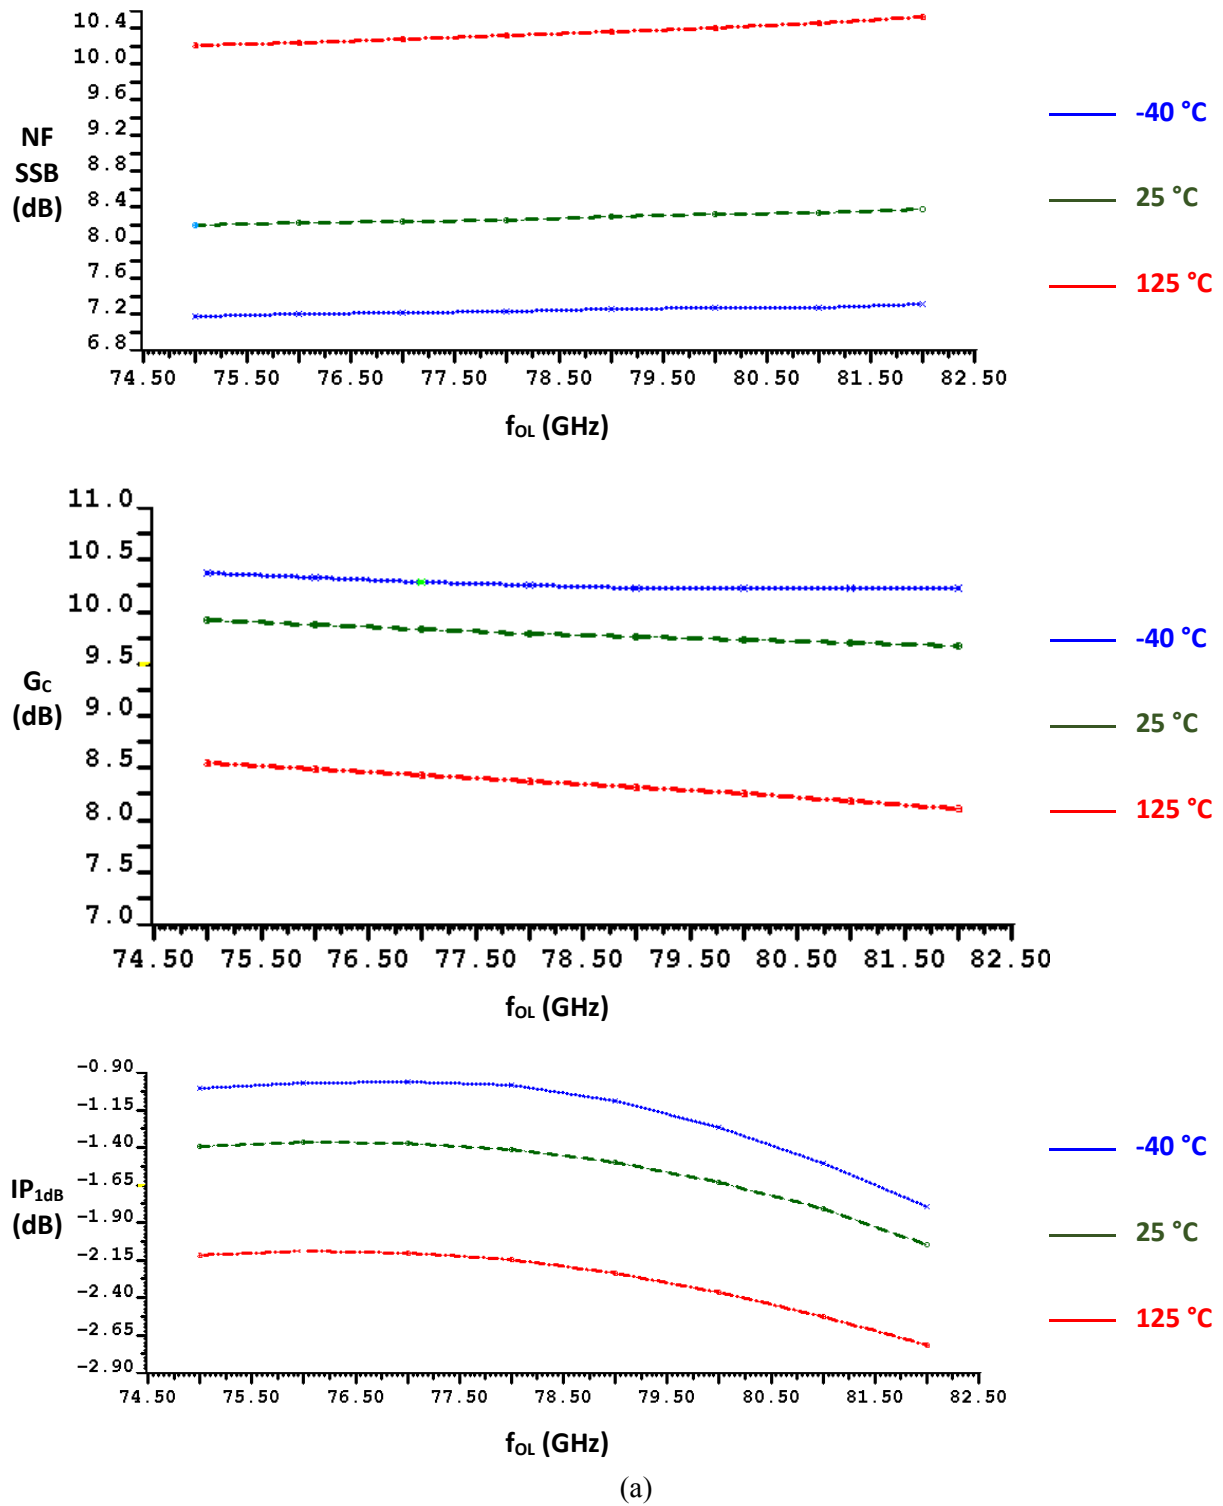 10.4
10.0
9.6
9.2
8.8
8.4
8.0
7.6
7.2
6.8
NF
SSB
(dB)
-40 °C
25 °C
125 °C
74.50 75.50 76.50 77.50 78.50 79.50 80.50 81.50 82.50
fOL (GHz)
11.0
10.5
10.0
9.5
9.0
8.5
8.0
7.5
7.0
GC
(dB)
-40 °C
25 °C
125 °C
74.50 75.50 76.50 77.50 78.50 79.50 80.50 81.50 82.50
fOL (GHz)
-0.90
-1.15
-1.40
-1.65
-1.90
-2.15
-2.40
-2.65
-2.90
IP1dB
(dB)
-40 °C
25 °C
125 °C
74.50 75.50 76.50 77.50 78.50 79.50 80.50 81.50 82.50
fOL (GHz)
(a)